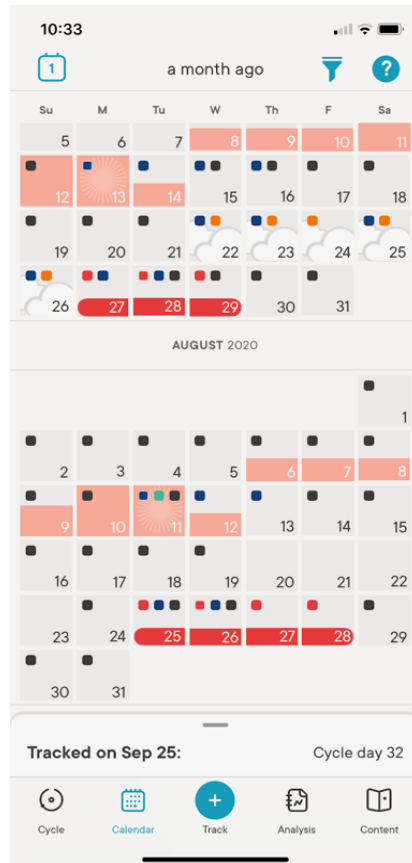 10:33
1 a month ago ?
Su M Tu W Th F Sa
5 6 7 8 9 10 11
12 13 14 15 16 17 18
19 20 21 22 23 24 25
26 27 28 29 30 31
AUGUST 2020
1
2 3 4 5 6 7 8
9 10 11 12 13 14 15
16 17 18 19 20 21 22
23 24 25 26 27 28 29
30 31
Tracked on Sep 25: Cycle day 32
Cycle Calendar Track Analysis Content